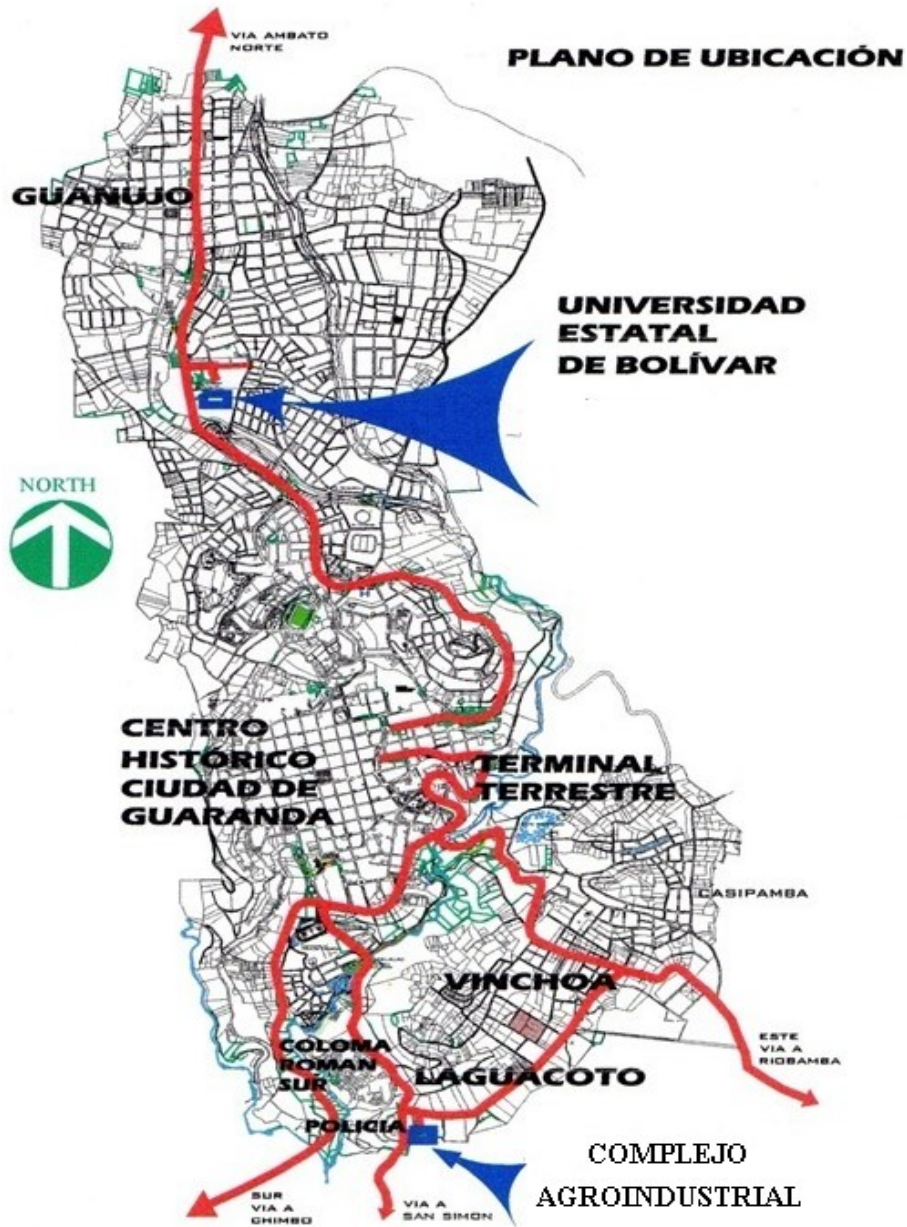 VIA AMBATO
NORTE
PLANO DE UBICACIÓN
GUANUJO
UNIVERSIDAD
ESTATAL
DE BOLÍVAR
NORTH
CENTRO
HISTÓRICO
CIUDAD DE
GUARANDA
TERMINAL
TERRESTRE
CASIPAMBA
VINCHOA
ESTE
VIA A
RIOBAMBA
COLOMA
ROMAN
SUR
LAGUACOTO
POLICIA
COMPLEJO
AGROINDUSTRIAL
SUR
VIA A
CHIMBO
VIA A
SAN SIMON